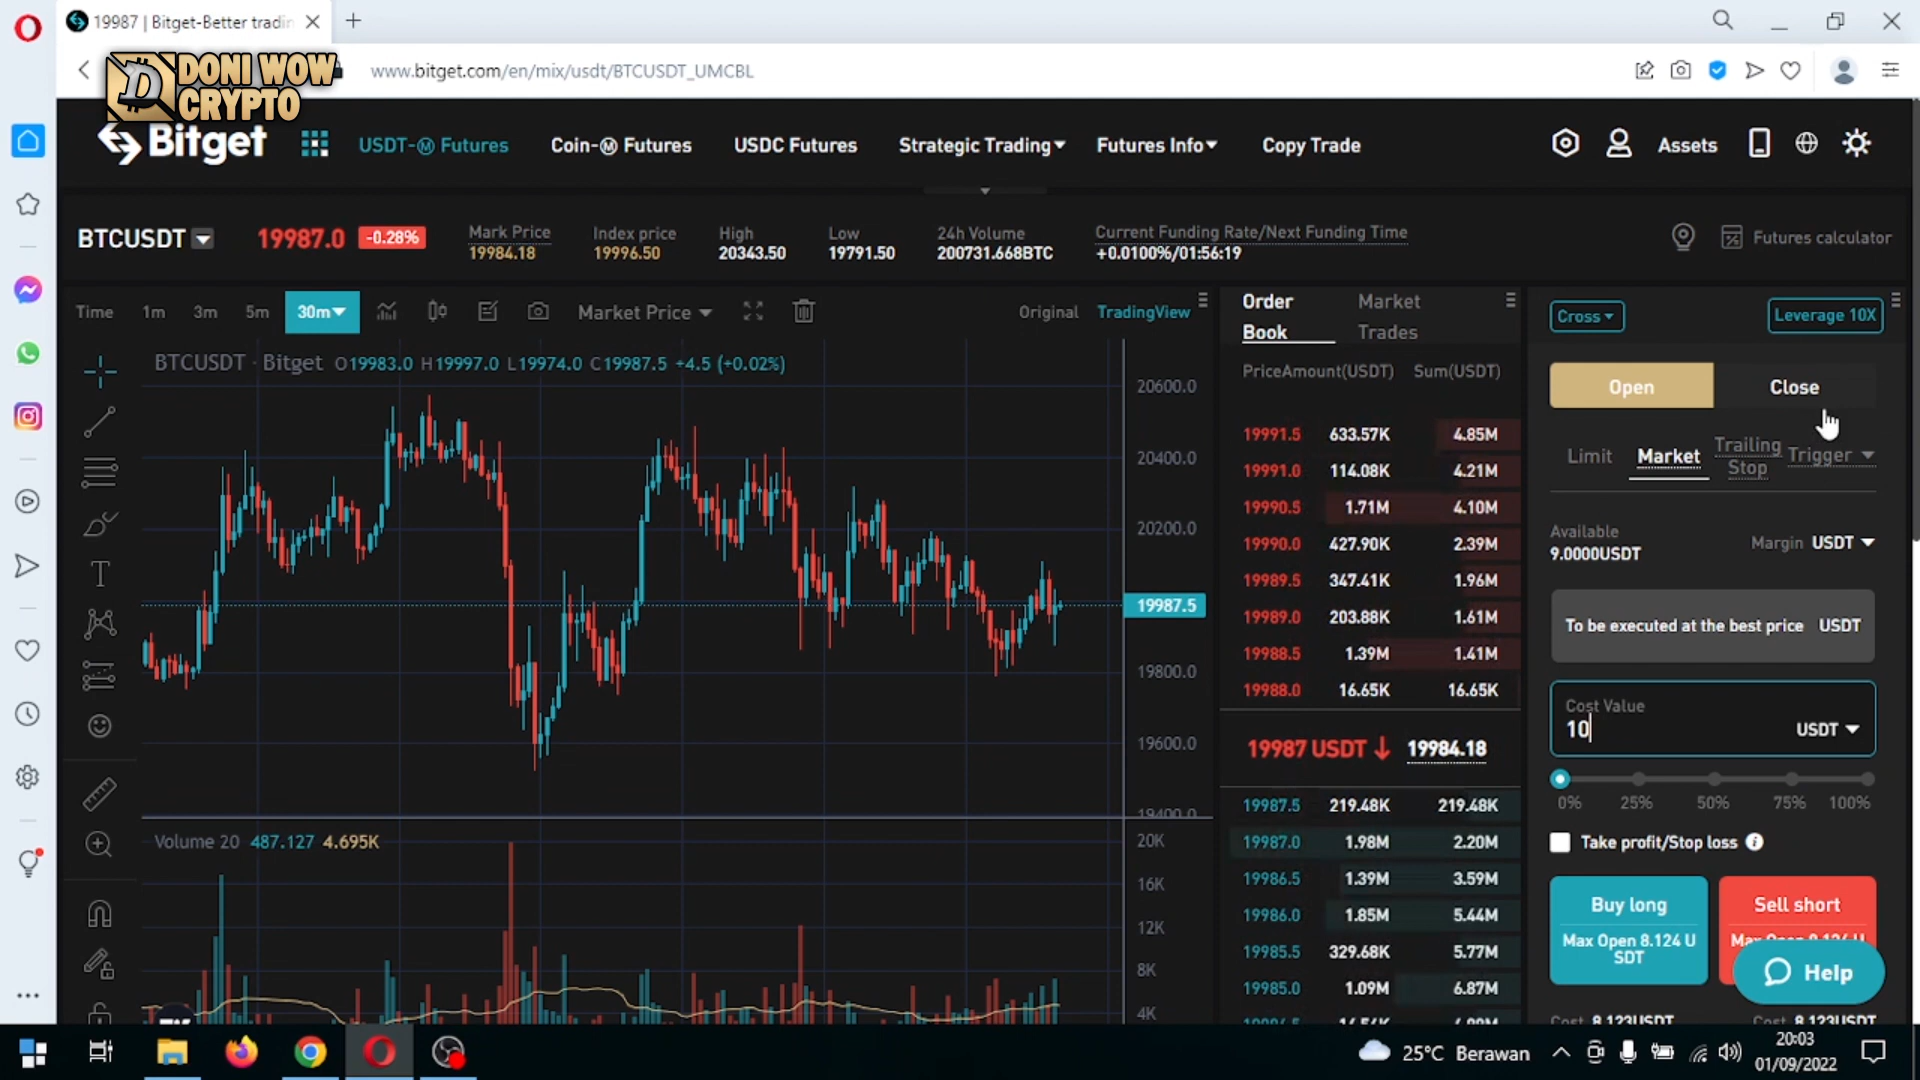 19987 | Bitget-Better tradin
DONI WOW
CRYPTO
www.bitget.com/en/mix/usdt/BTCUSDT_UMCBL
Bitget
USDT-Ⓜ Futures
Coin-Ⓜ Futures
USDC Futures
Strategic Trading
Futures Info
Copy Trade
Assets
BTCUSDT
19987.0
-0.28%
Mark Price
19984.18
Index price
19996.50
High
20343.50
Low
19791.50
24h Volume
200731.668BTC
Current Funding Rate/Next Funding Time
+0.0100%/01:56:19
Futures calculator
Time
1m
3m
5m
30m
Market Price
Original
TradingView
BTCUSDT · Bitget O19983.0 H19997.0 L19974.0 C19987.5 +4.5 (+0.02%)
20600.0
20400.0
20200.0
19987.5
19800.0
19600.0
19400.0
Volume 20 487.127 4.695K
20K
16K
12K
8K
4K
Order
Book
Market
Trades
PriceAmount(USDT) Sum(USDT)
19991.5 633.57K 4.85M
19991.0 114.08K 4.21M
19990.5 1.71M 4.10M
19990.0 427.90K 2.39M
19989.5 347.41K 1.96M
19989.0 203.88K 1.61M
19988.5 1.39M 1.41M
19988.0 16.65K 16.65K
19987 USDT↓ 19984.18
19987.5 219.48K 219.48K
19987.0 1.98M 2.20M
19986.5 1.39M 3.59M
19986.0 1.85M 5.44M
19985.5 329.68K 5.77M
19985.0 1.09M 6.87M
Cross
Leverage 10X
Open
Close
Limit
Market
Trailing
Stop
Trigger
Available
9.0000USDT
Margin USDT
To be executed at the best price USDT
Cost Value
10
USDT
0% 25% 50% 75% 100%
Take profit/Stop loss
Buy long
Max Open 8.124 U
SDT
Sell short
Max Open 8.124 U
Help
Cost 8.123USDT
Cost 8.123USDT
25°C Berawan
20:03
01/09/2022